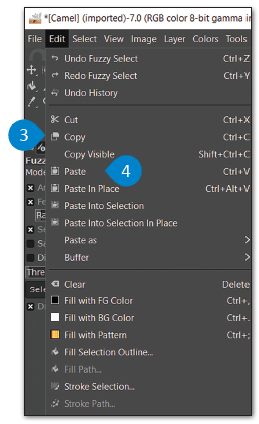 *[Camel] (imported)-7.0 (RGB color 8-bit gamma in
File Edit Select View Image Layer Colors Tools
Undo Fuzzy Select Ctrl+Z
Redo Fuzzy Select Ctrl+Y
Undo History
Cut Ctrl+X
3
Copy Ctrl+C
Copy Visible Shift+Ctrl+C
Fuzz
Paste 4 Ctrl+V
Mode
Paste In Place Ctrl+Alt+V
Paste Into Selection
Paste Into Selection In Place
Paste as
Buffer
Thre
Clear Delete
Sele
Fill with FG Color Ctrl+,
Fill with BG Color Ctrl+.
Fill with Pattern Ctrl+;
Fill Selection Outline...
Fill Path...
Stroke Selection...
Stroke Path...